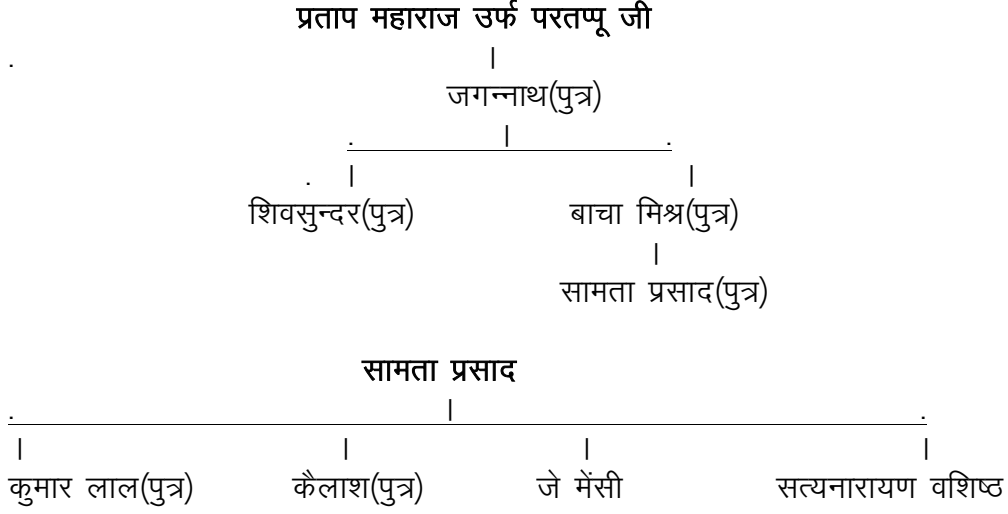 प्रताप महाराज उर्फ परतप्पू जी
जगन्नाथ(पुत्र)
शिवसुन्दर(पुत्र) बाचा मिश्र(पुत्र)
सामता प्रसाद(पुत्र)
सामता प्रसाद
कुमार लाल(पुत्र) कैलाश(पुत्र) जे मेंसी सत्यनारायण वशिष्ठ